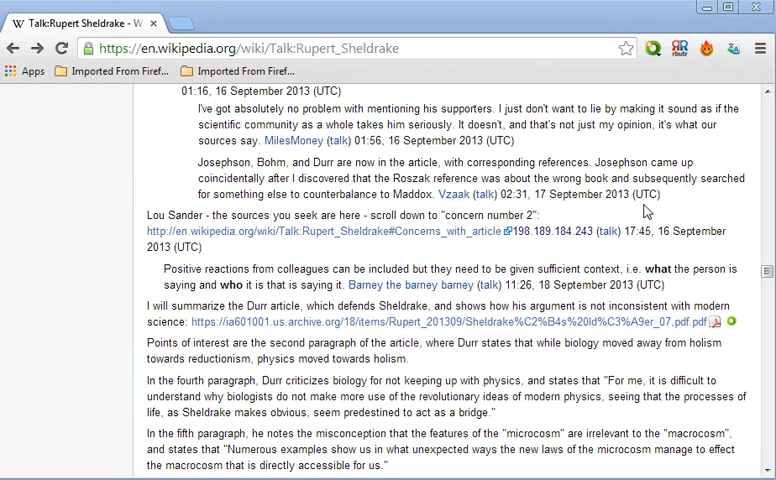 Talk:Rupert Sheldrake - W
https://en.wikipedia.org/wiki/Talk:Rupert_Sheldrake
RR
rbutr
Apps Imported From Firef... Imported From Firef...
01:16, 16 September 2013 (UTC)
I've got absolutely no problem with mentioning his supporters. I just don't want to lie by making it sound as if the
scientific community as a whole takes him seriously. It doesn't, and that's not just my opinion, it's what our
sources say. MilesMoney (talk) 01:56, 16 September 2013 (UTC)
Josephson, Bohm, and Durr are now in the article, with corresponding references. Josephson came up
coincidentally after I discovered that the Roszak reference was about the wrong book and subsequently searched
for something else to counterbalance to Maddox. Vzaak (talk) 02:31, 17 September 2013 (UTC)
Lou Sander - the sources you seek are here - scroll down to "concern number 2":
http://en.wikipedia.org/wiki/Talk:Rupert_Sheldrake#Concerns_with_article 198.189.184.243 (talk) 17:45, 16 September
2013 (UTC)
Positive reactions from colleagues can be included but they need to be given sufficient context, i.e. what the person is
saying and who it is that is saying it. Barney the barney barney (talk) 11:26, 18 September 2013 (UTC)
I will summarize the Durr article, which defends Sheldrake, and shows how his argument is not inconsistent with modern
science: https://ia601001.us.archive.org/18/items/Rupert_201309/Sheldrake%C2%B4s%20Id%C3%A9er_07,pdf.pdf
Points of interest are the second paragraph of the article, where Durr states that while biology moved away from holism
towards reductionism, physics moved towards holism.
In the fourth paragraph, Durr criticizes biology for not keeping up with physics, and states that "For me, it is difficult to
understand why biologists do not make more use of the revolutionary ideas of modern physics, seeing that the processes of
life, as Sheldrake makes obvious, seem predestined to act as a bridge."
In the fifth paragraph, he notes the misconception that the features of the "microcosm" are irrelevant to the "macrocosm",
and states that "Numerous examples show us in what unexpected ways the new laws of the microcosm manage to effect
the macrocosm that is directly accessible for us."